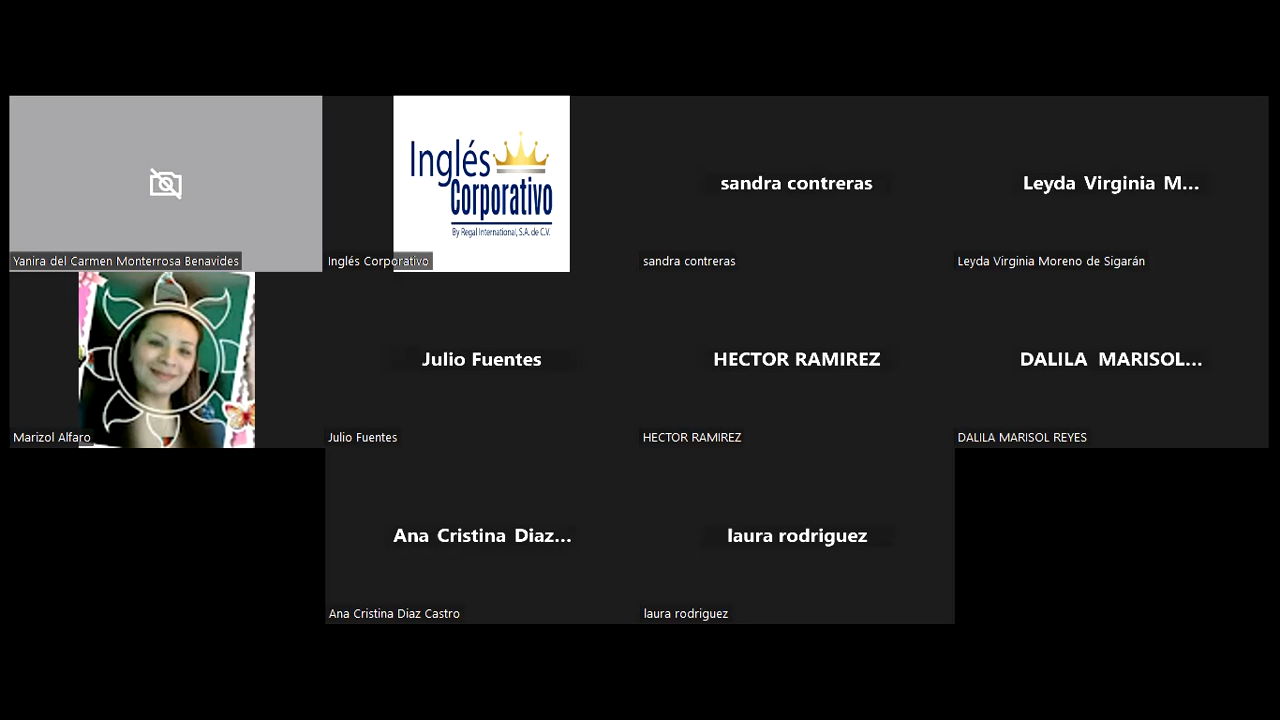 Inglés
Corporativo
By Regal International, S.A. de C.V.
sandra contreras
Leyda Virginia M...
Yanira del Carmen Monterrosa Benavides
Inglés Corporativo
sandra contreras
Leyda Virginia Moreno de Sigarán
Julio Fuentes
HECTOR RAMIREZ
DALILA MARISOL...
Marizol Alfaro
Julio Fuentes
HECTOR RAMIREZ
DALILA MARISOL REYES
Ana Cristina Diaz...
laura rodriguez
Ana Cristina Diaz Castro
laura rodriguez